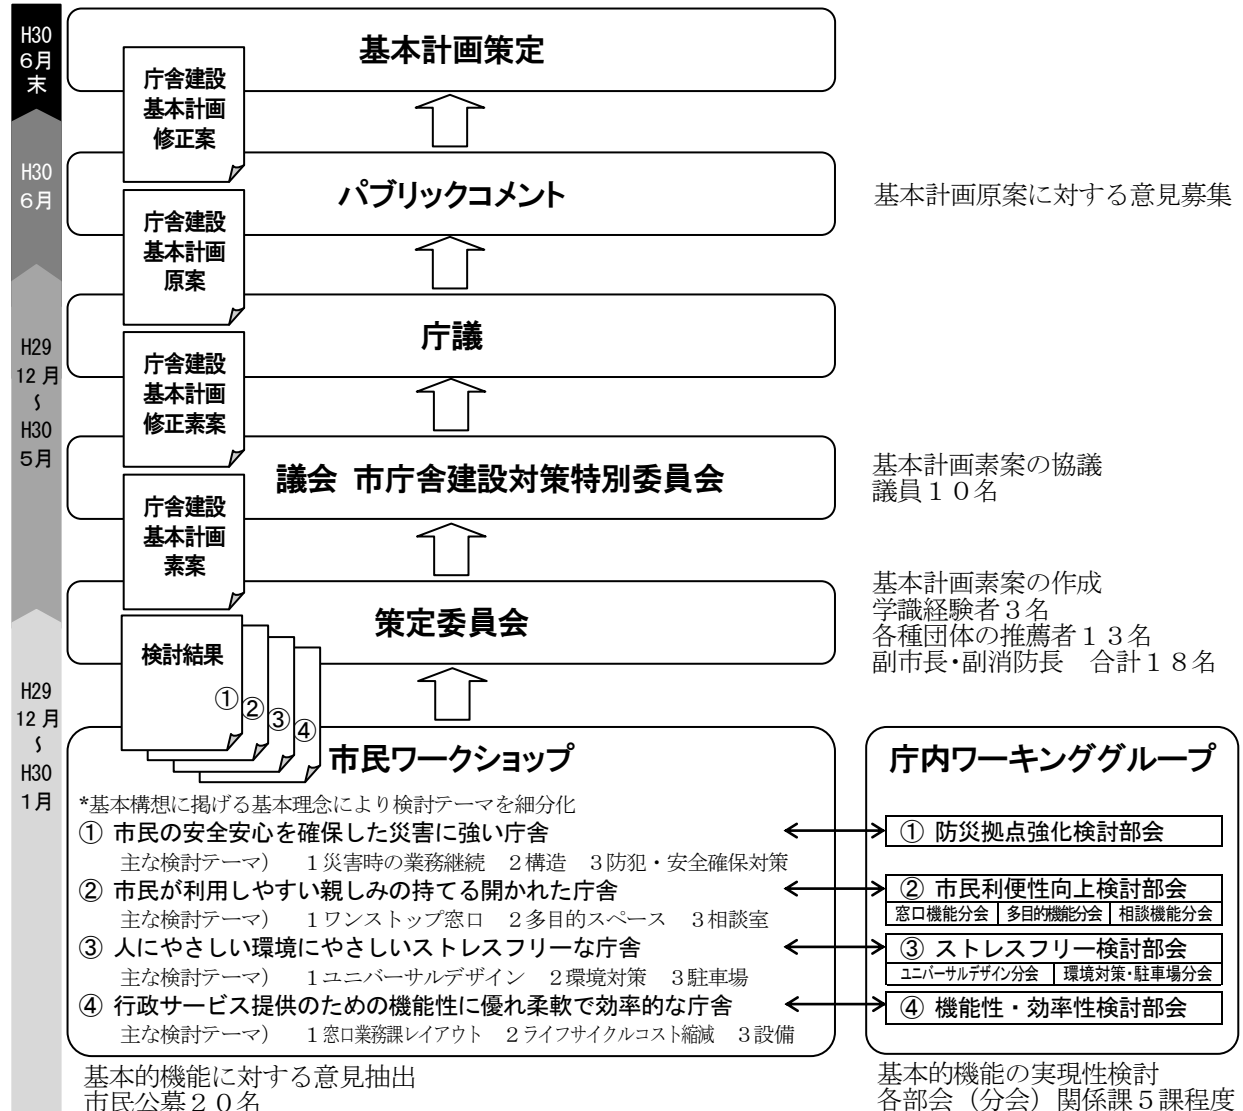 H30
6月
末
基本計画策定
庁舎建設
基本計画
修正案
H30
6月
パブリックコメント
基本計画原案に対する意見募集
庁舎建設
基本計画
原案
庁議
H29
12月
~
H30
5月
庁舎建設
基本計画
修正素案
議会 市庁舎建設対策特別委員会
基本計画素案の協議
議員10名
庁舎建設
基本計画
素案
策定委員会
基本計画素案の作成
学識経験者3名
各種団体の推薦者13名
副市長・副消防長 合計18名
検討結果
①
②
③
④
H29
12月
~
H30
1月
市民ワークショップ
*基本構想に掲げる基本理念により検討テーマを細分化
① 市民の安全安心を確保した災害に強い庁舎
主な検討テーマ) 1災害時の業務継続 2構造 3防犯・安全確保対策
② 市民が利用しやすい親しみの持てる開かれた庁舎
主な検討テーマ) 1ワンストップ窓口 2多目的スペース 3相談室
③ 人にやさしい環境にやさしいストレスフリーな庁舎
主な検討テーマ) 1ユニバーサルデザイン 2環境対策 3駐車場
④ 行政サービス提供のための機能性に優れ柔軟で効率的な庁舎
主な検討テーマ) 1窓口業務課レイアウト 2ライフサイクルコスト縮減 3設備
基本的機能に対する意見抽出
市民公募20名
庁内ワーキンググループ
① 防災拠点強化検討部会
② 市民利便性向上検討部会
窓口機能分会 多目的機能分会 相談機能分会
③ ストレスフリー検討部会
ユニバーサルデザイン分会 環境対策・駐車場分会
④ 機能性・効率性検討部会
基本的機能の実現性検討
各部会(分会)関係課5課程度